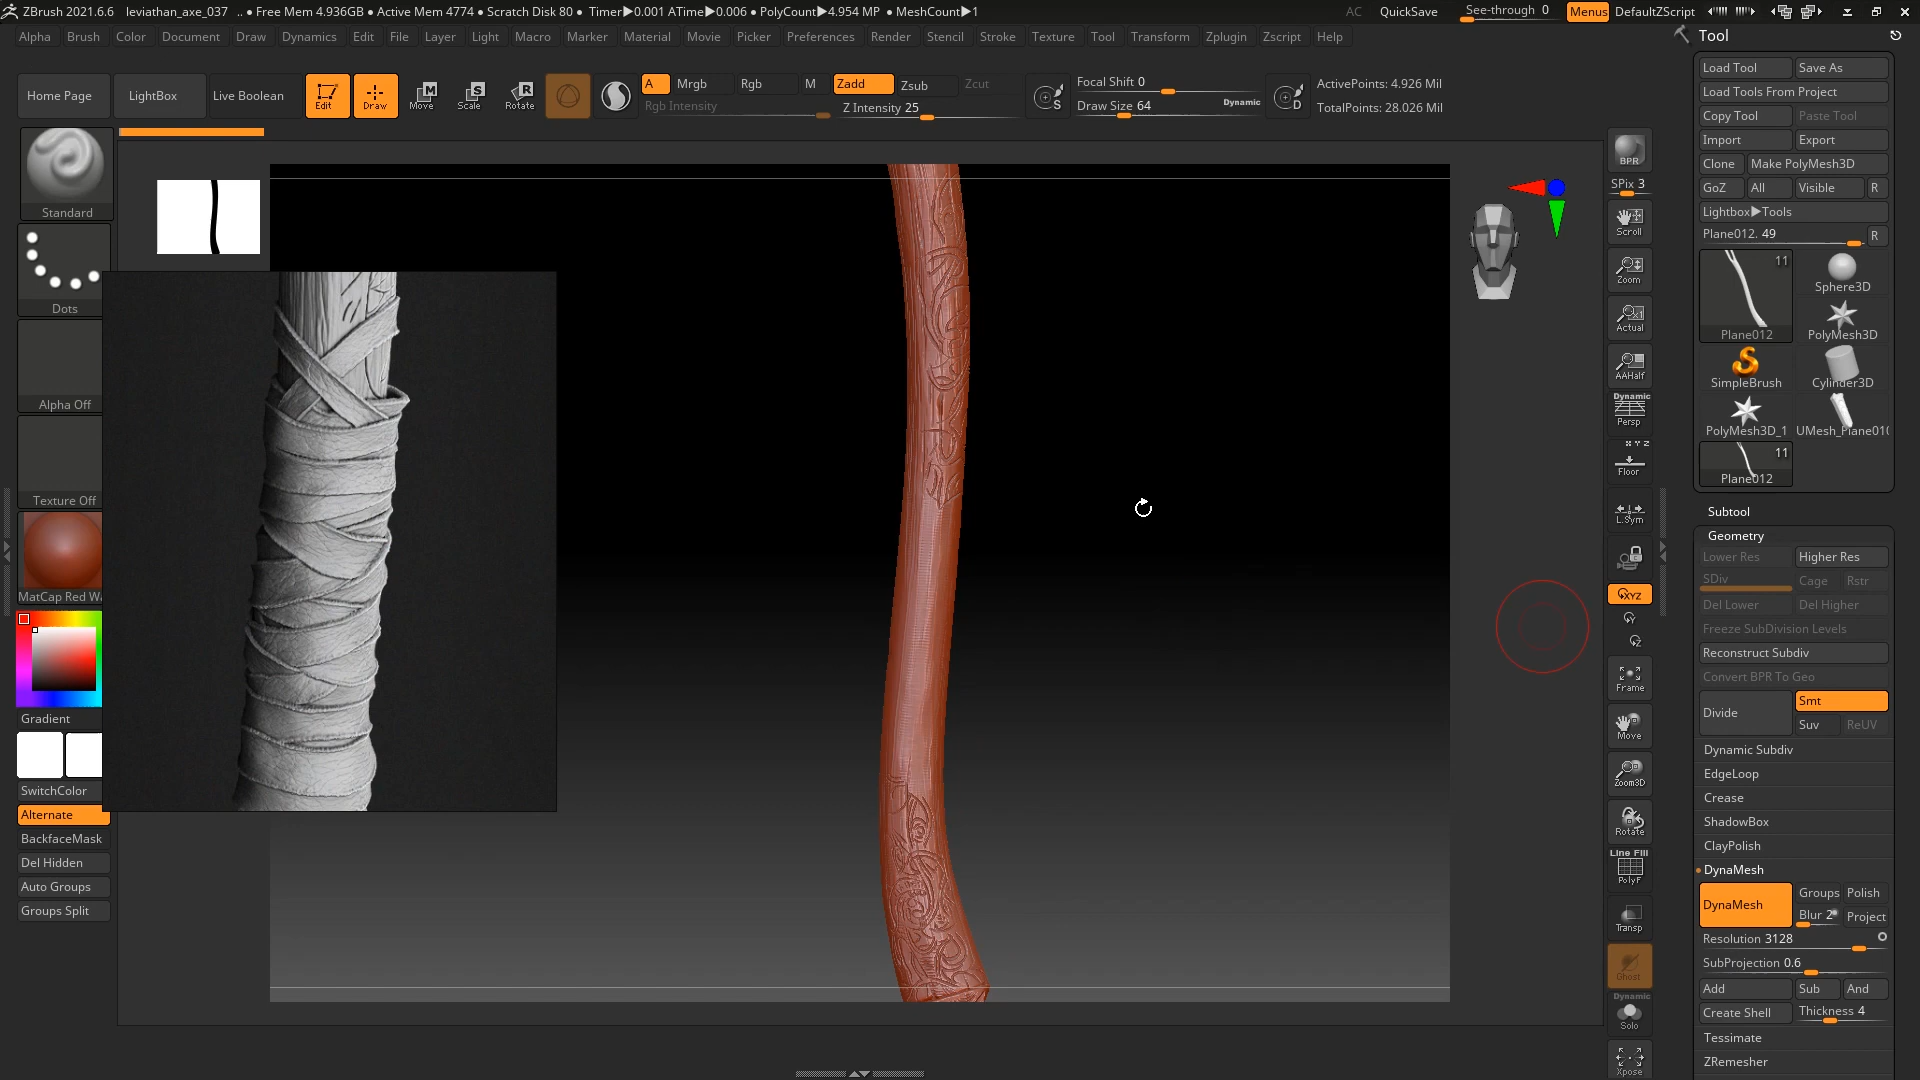 ZBrush 2021.6.6 leviathan_axe_037 .. • Free Mem 4.936GB • Active Mem 4774 • Scratch Disk 80 • Timer▶0.001 ATime▶0.006 • PolyCount▶4.954 MP • MeshCount▶1 AC QuickSave See-through 0 Menus DefaultZScript
Alpha Brush Color Document Draw Dynamics Edit File Layer Light Macro Marker Material Movie Picker Preferences Render Stencil Stroke Texture Tool Transform Zplugin Zscript Help
Tool
Home Page LightBox Live Boolean Edit Draw Move Scale Rotate
A Mrgb Rgb M Zadd Zsub Zcut
Rgb Intensity Z Intensity 25
Focal Shift 0
Draw Size 64 Dynamic
ActivePoints: 4.926 Mil
TotalPoints: 28.026 Mil
Standard
Dots
Alpha Off
Texture Off
MatCap Red Wa
Gradient
SwitchColor
Alternate
BackfaceMask
Del Hidden
Auto Groups
Groups Split
BPR
SPix 3
Scroll
Zoom
Actual
AAHalf
Dynamic
Persp
X Y Z
Floor
L.Sym
XYZ
Y
Z
Frame
Move
Zoom3D
Rotate
Line Fill
PolyF
Transp
Ghost
Dynamic
Solo
Xpose
Load Tool Save As
Load Tools From Project
Copy Tool Paste Tool
Import Export
Clone Make PolyMesh3D
GoZ All Visible R
Lightbox▶Tools
Plane012. 49 R
11
Plane012 Sphere3D
PolyMesh3D
SimpleBrush Cylinder3D
PolyMesh3D_1 UMesh_Plane010
11
Plane012
Subtool
Geometry
Lower Res Higher Res
SDiv Cage Rstr
Del Lower Del Higher
Freeze SubDivision Levels
Reconstruct Subdiv
Convert BPR To Geo
Divide Smt
Suv ReUV
Dynamic Subdiv
EdgeLoop
Crease
ShadowBox
ClayPolish
DynaMesh
DynaMesh Groups Polish
Blur 2 Project
Resolution 3128
SubProjection 0.6
Add Sub And
Create Shell Thickness 4
Tessimate
ZRemesher